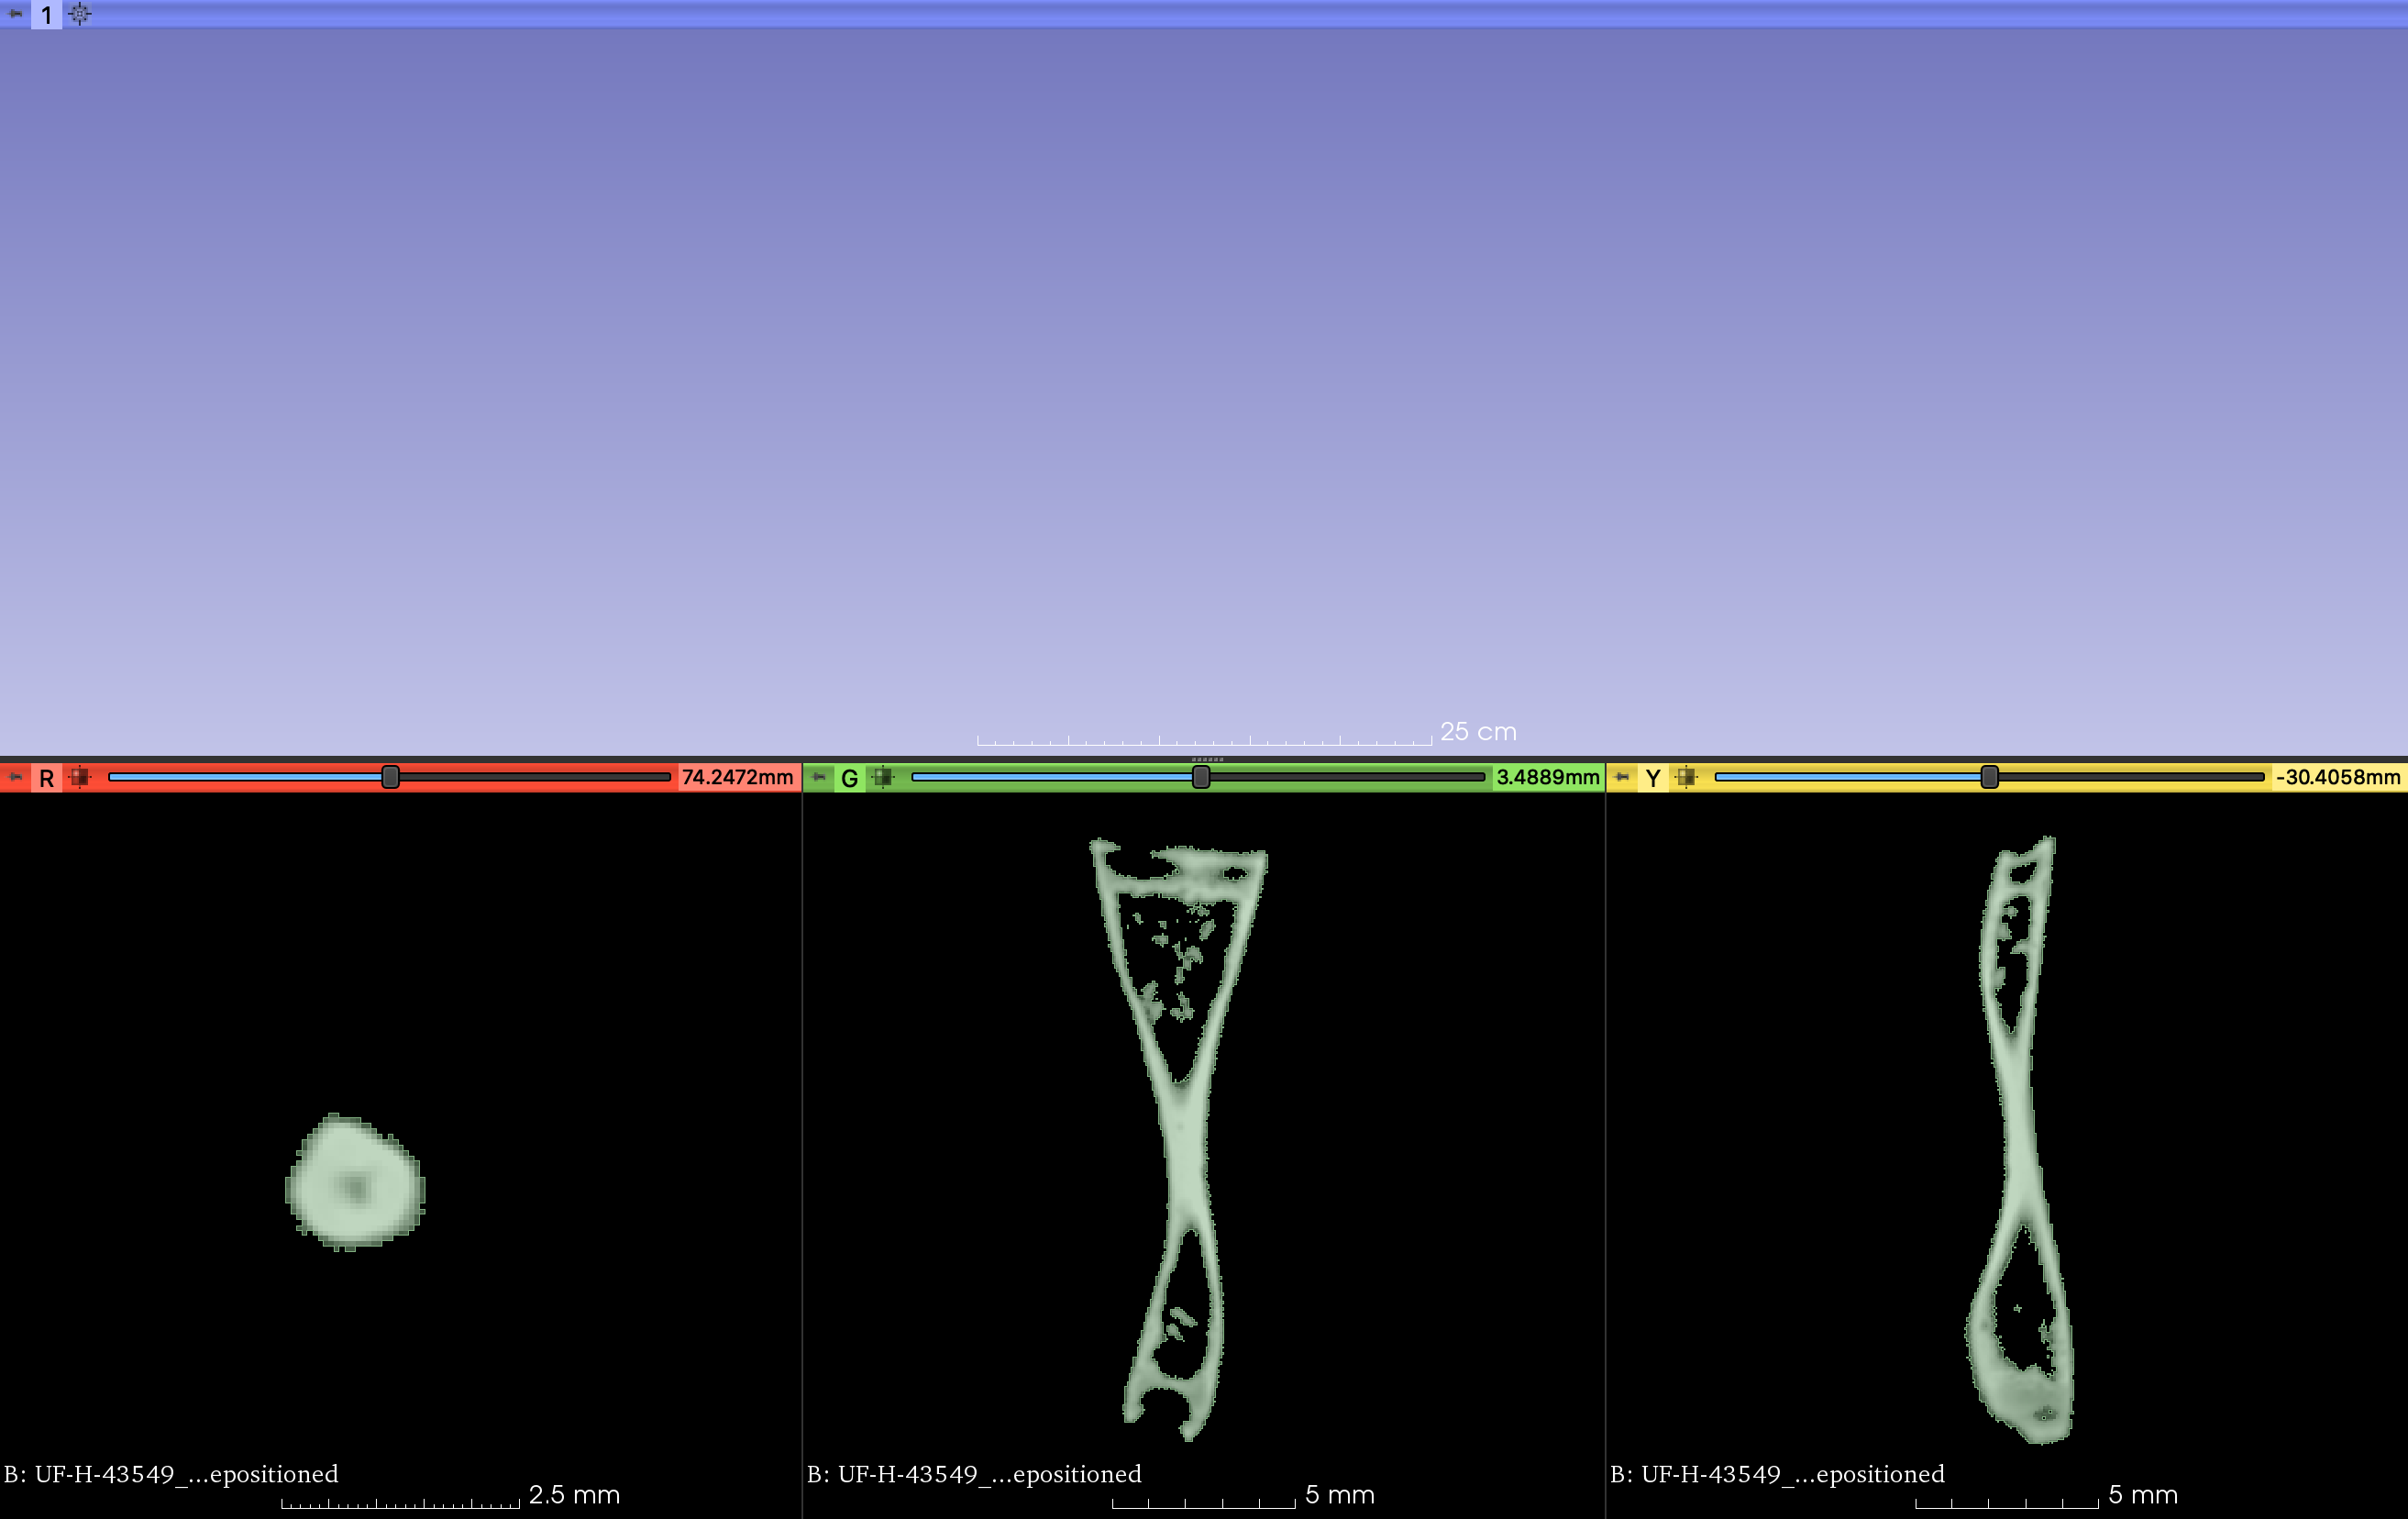 1
25 cm
R 74.2472mm
G 3.4889mm
Y -30.4058mm
B: UF-H-43549_...epositioned
2.5 mm
B: UF-H-43549_...epositioned
5 mm
B: UF-H-43549_...epositioned
5 mm